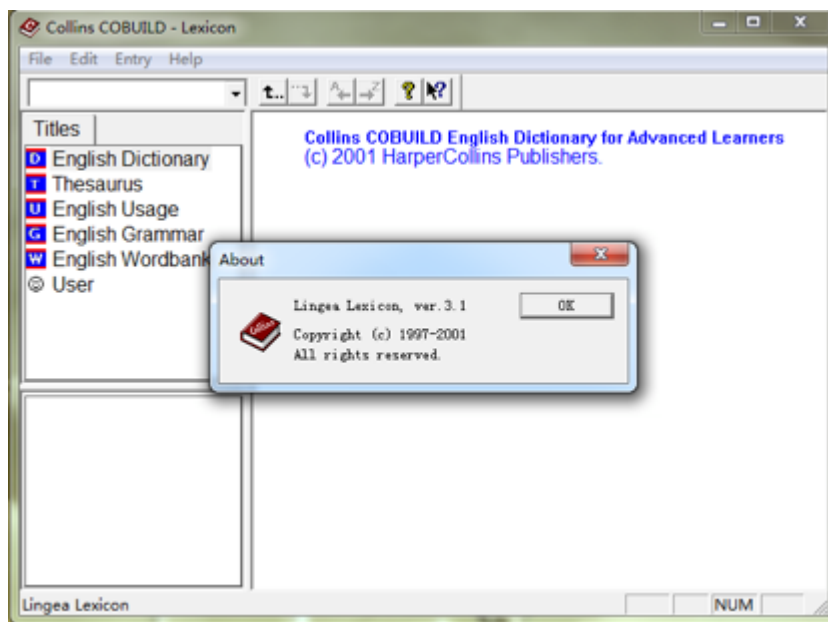 Collins COBUILD - Lexicon
File Edit Entry Help
Titles
D English Dictionary
T Thesaurus
U English Usage
G English Grammar
W English Wordbank
User
Collins COBUILD English Dictionary for Advanced Learners
(c) 2001 HarperCollins Publishers.
About
Collins
Lingea Lexicon, ver.3.1
Copyright (c) 1997-2001
All rights reserved.
OK
Lingea Lexicon
NUM